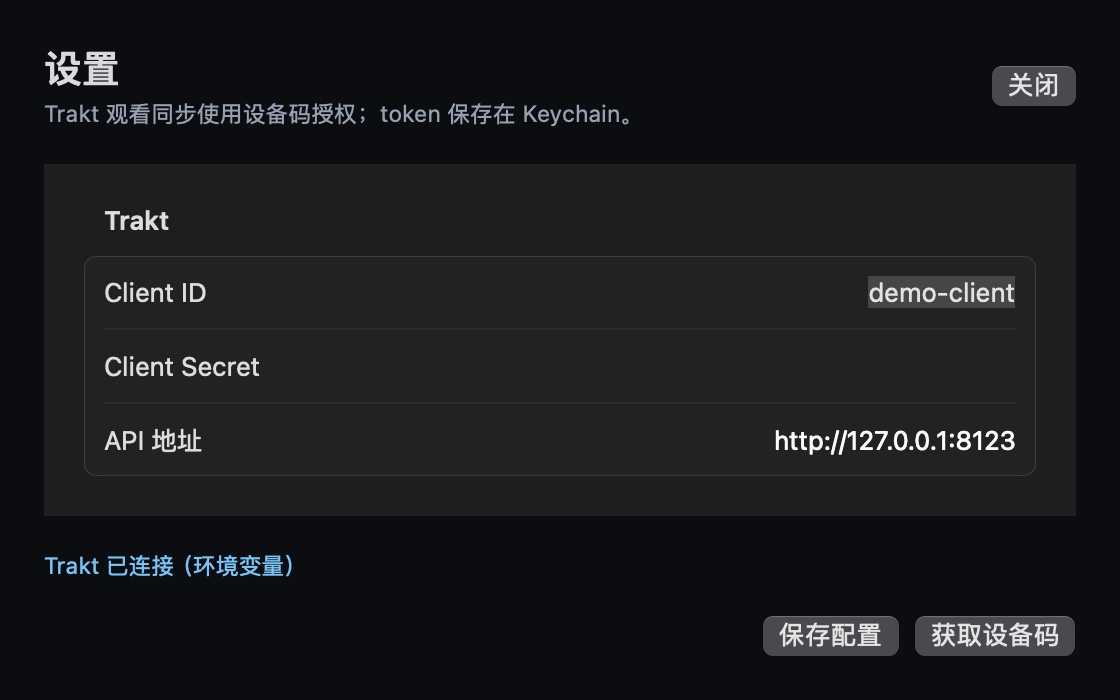 设置
关闭
Trakt 观看同步使用设备码授权；token 保存在 Keychain。
Trakt
Client ID
demo-client
Client Secret
API 地址
http://127.0.0.1:8123
Trakt 已连接（环境变量）
保存配置
获取设备码